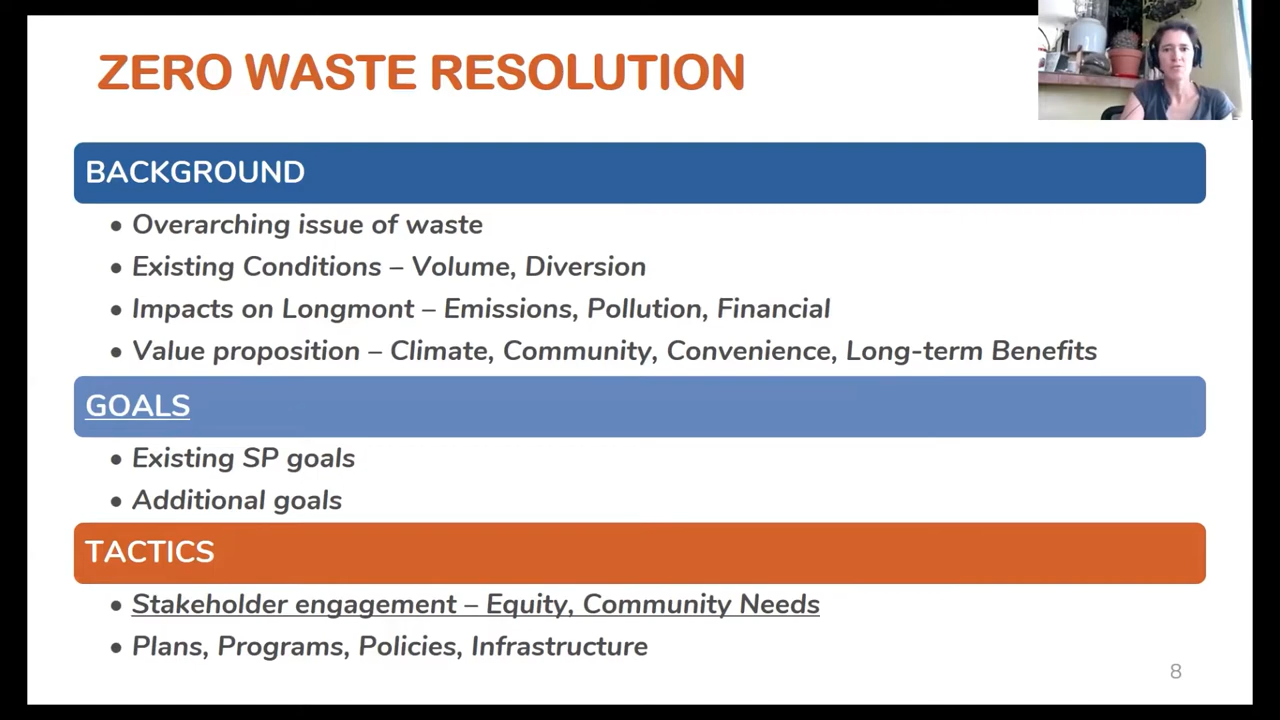 ZERO WASTE RESOLUTION
BACKGROUND
• Overarching issue of waste
• Existing Conditions – Volume, Diversion
• Impacts on Longmont – Emissions, Pollution, Financial
• Value proposition – Climate, Community, Convenience, Long-term Benefits
GOALS
• Existing SP goals
• Additional goals
TACTICS
• Stakeholder engagement – Equity, Community Needs
• Plans, Programs, Policies, Infrastructure
8